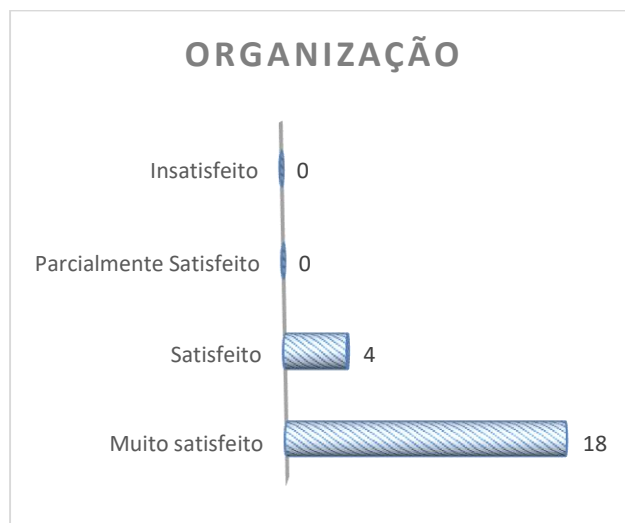 ORGANIZAÇÃO
Insatisfeito 0
Parcialmente Satisfeito 0
Satisfeito 4
Muito satisfeito 18